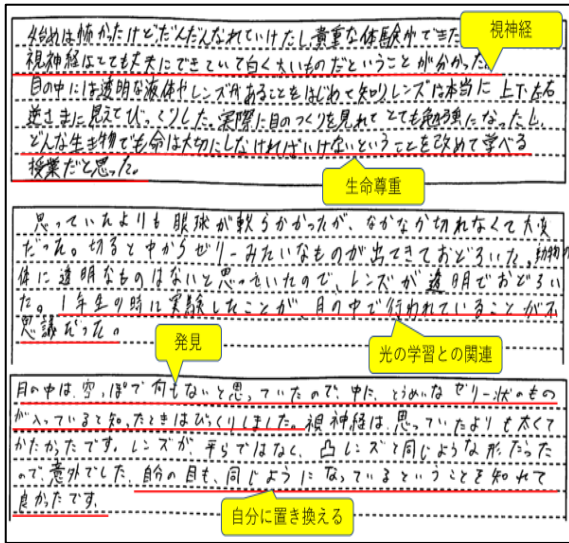 始めは怖かったけどだんだんなれていけたし、貴重な体験ができた
視神経
視神経はとても丈夫にできていて白く太いものだということが分かった。
目の中には透明な液体やレンズがあることもはじめて知り、レンズは本当に上下左右
逆さまに見えてびっくりした。実際に目のつくりを見れてとても勉強になったし、
どんな生き物でも命は大切にしなければいけないということを改めて学べる
授業だと思った。
生命尊重
思っていたよりも眼球が軟らかかったが、なかなか切れなくて大変
だった。切ると中からゼリーみたいなものが出てきておどろいた。動物の
体に透明なものはないと思っていたので、レンズが透明でおどろい
た。1年生の時に実験したことが、目の中で行われていることが不
思議だった。
発見
光の学習との関連
目の中は、空っぽで何もないと思っていたので、中に、とうめいなゼリー状のもの
が入っていると知ったときはびっくりしました。視神経は、思っていたよりも太くて
かたかったです。レンズが、平らではなく、凸レンズと同じような形だった
ので、意外でした。自分の目も、同じようになっているということを知れて
良かったです。
自分に置き換える